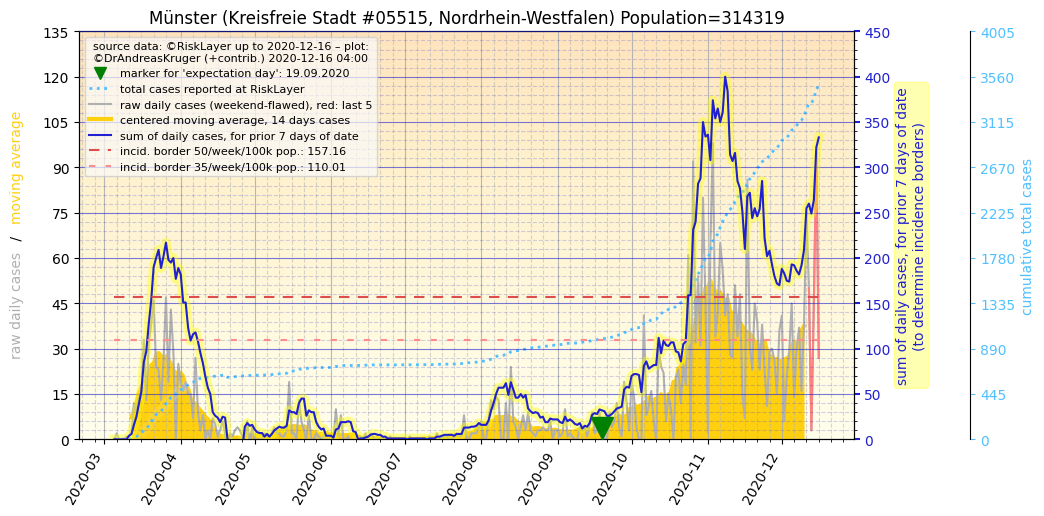 Münster (Kreisfreie Stadt #05515, Nordrhein-Westfalen) Population=314319
source data: ©RiskLayer up to 2020-12-16 – plot:
©DrAndreasKruger (+contrib.) 2020-12-16 04:00
marker for 'expectation day': 19.09.2020
total cases reported at RiskLayer
raw daily cases (weekend-flawed), red: last 5
centered moving average, 14 days cases
sum of daily cases, for prior 7 days of date
incid. border 50/week/100k pop.: 157.16
incid. border 35/week/100k pop.: 110.01
raw daily cases / moving average
135
120
105
90
75
60
45
30
15
0
2020-03
2020-04
2020-05
2020-06
2020-07
2020-08
2020-09
2020-10
2020-11
2020-12
450
400
350
300
250
200
150
100
50
0
sum of daily cases, for prior 7 days of date
(to determine incidence borders)
4005
3560
3115
2670
2225
1780
1335
890
445
0
cumulative total cases